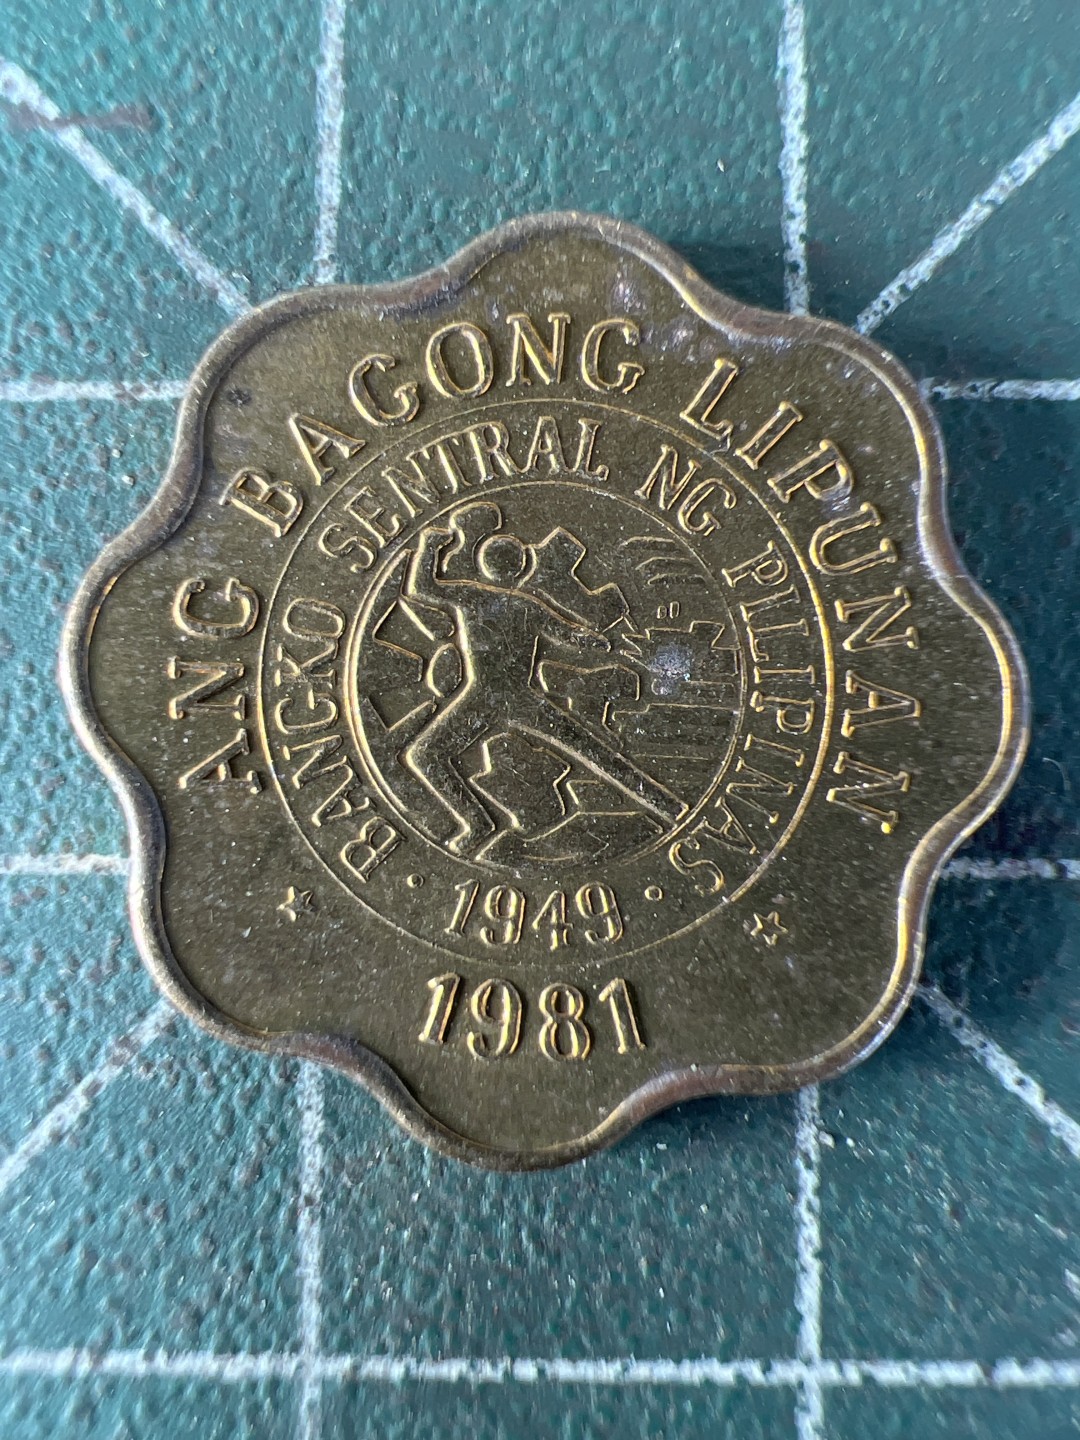 ANG BAGONG LIPUNAN
BANGKO SENTRAL NG PILIPINAS
1949
1981